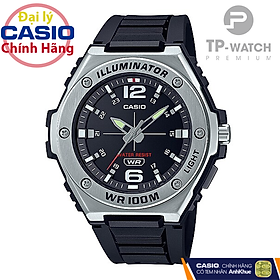 Đại lý
CASIO
Chính Hãng
TP-WATCH
PREMIUM
ILLUMINATOR
CASIO
12
WATER RESIST
WR
LIGHT
6
WR 100M
CASIO
CHÍNH HÃNG
CÓ TEM NHÃN AnhKhuê